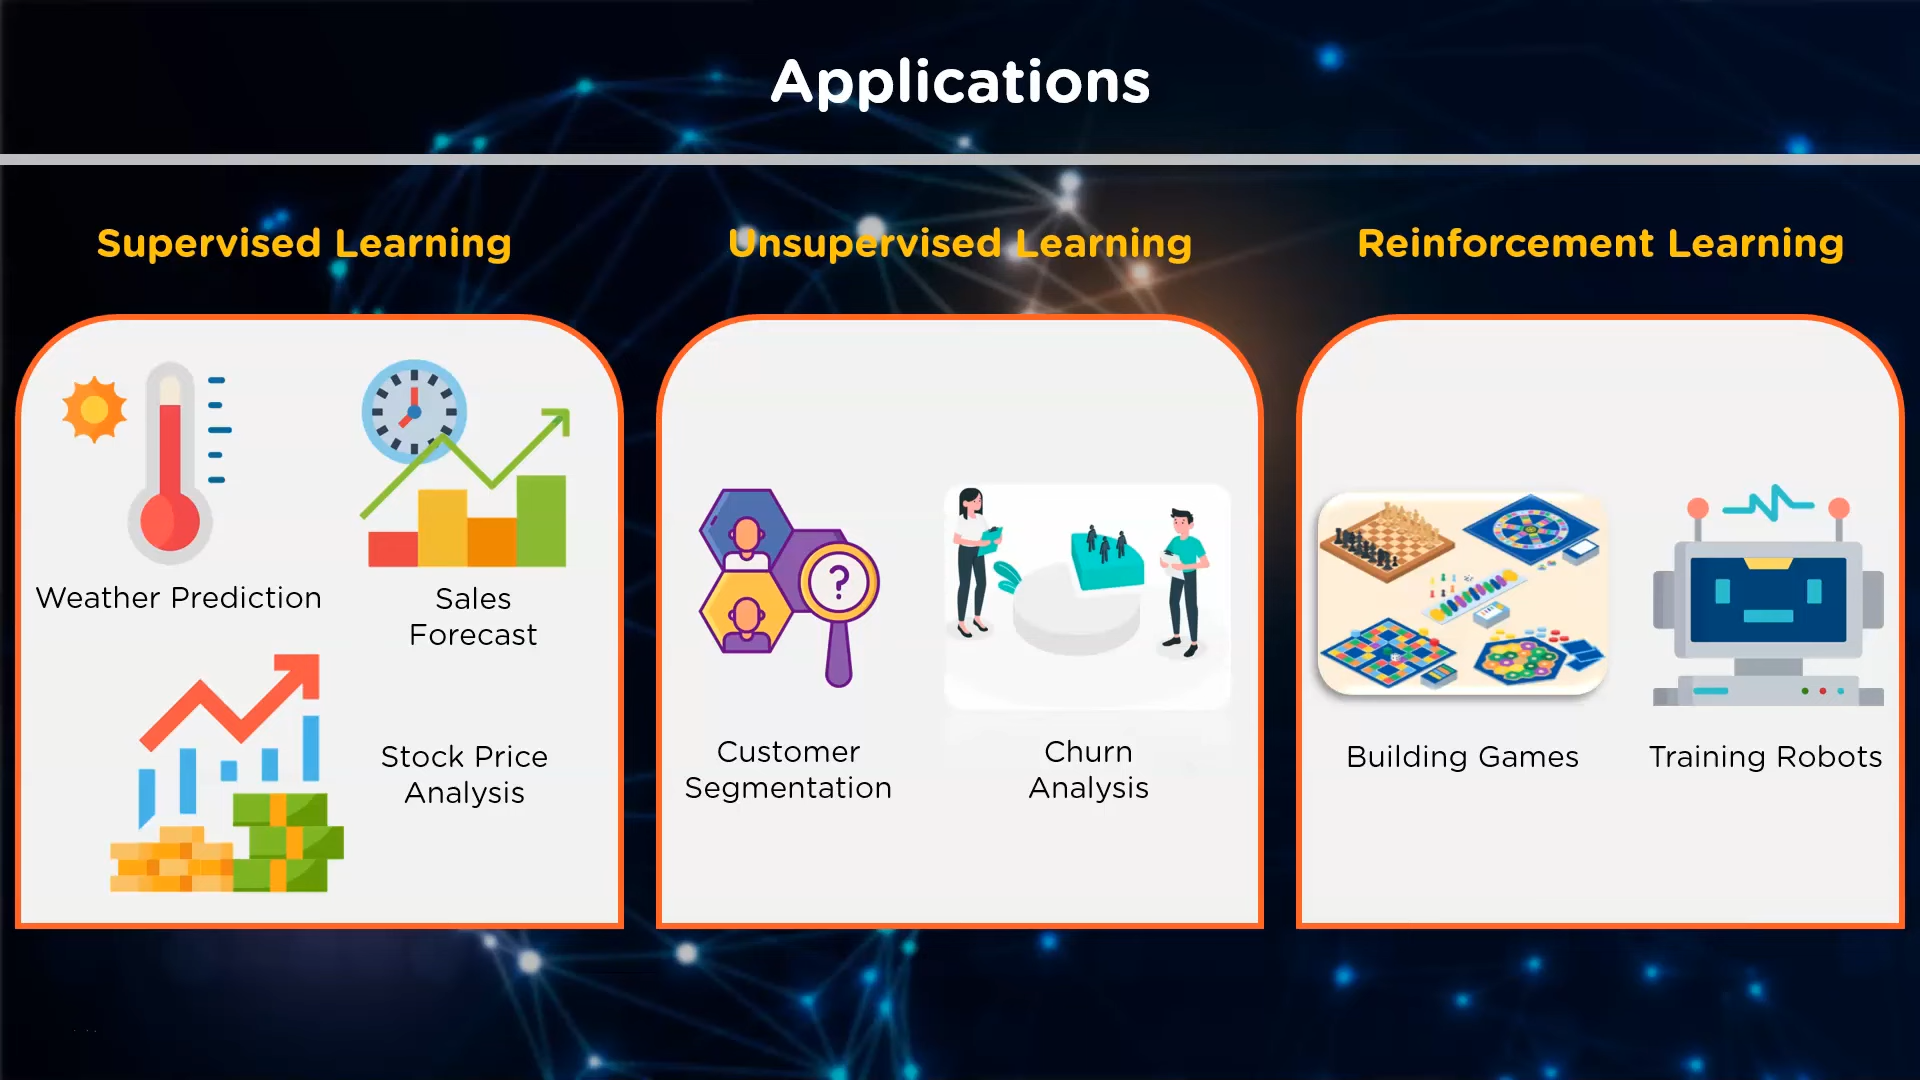 Applications
Supervised Learning
Weather Prediction
Sales
Forecast
Stock Price
Analysis
Unsupervised Learning
?
Customer
Segmentation
Churn
Analysis
Reinforcement Learning
Building Games
Training Robots